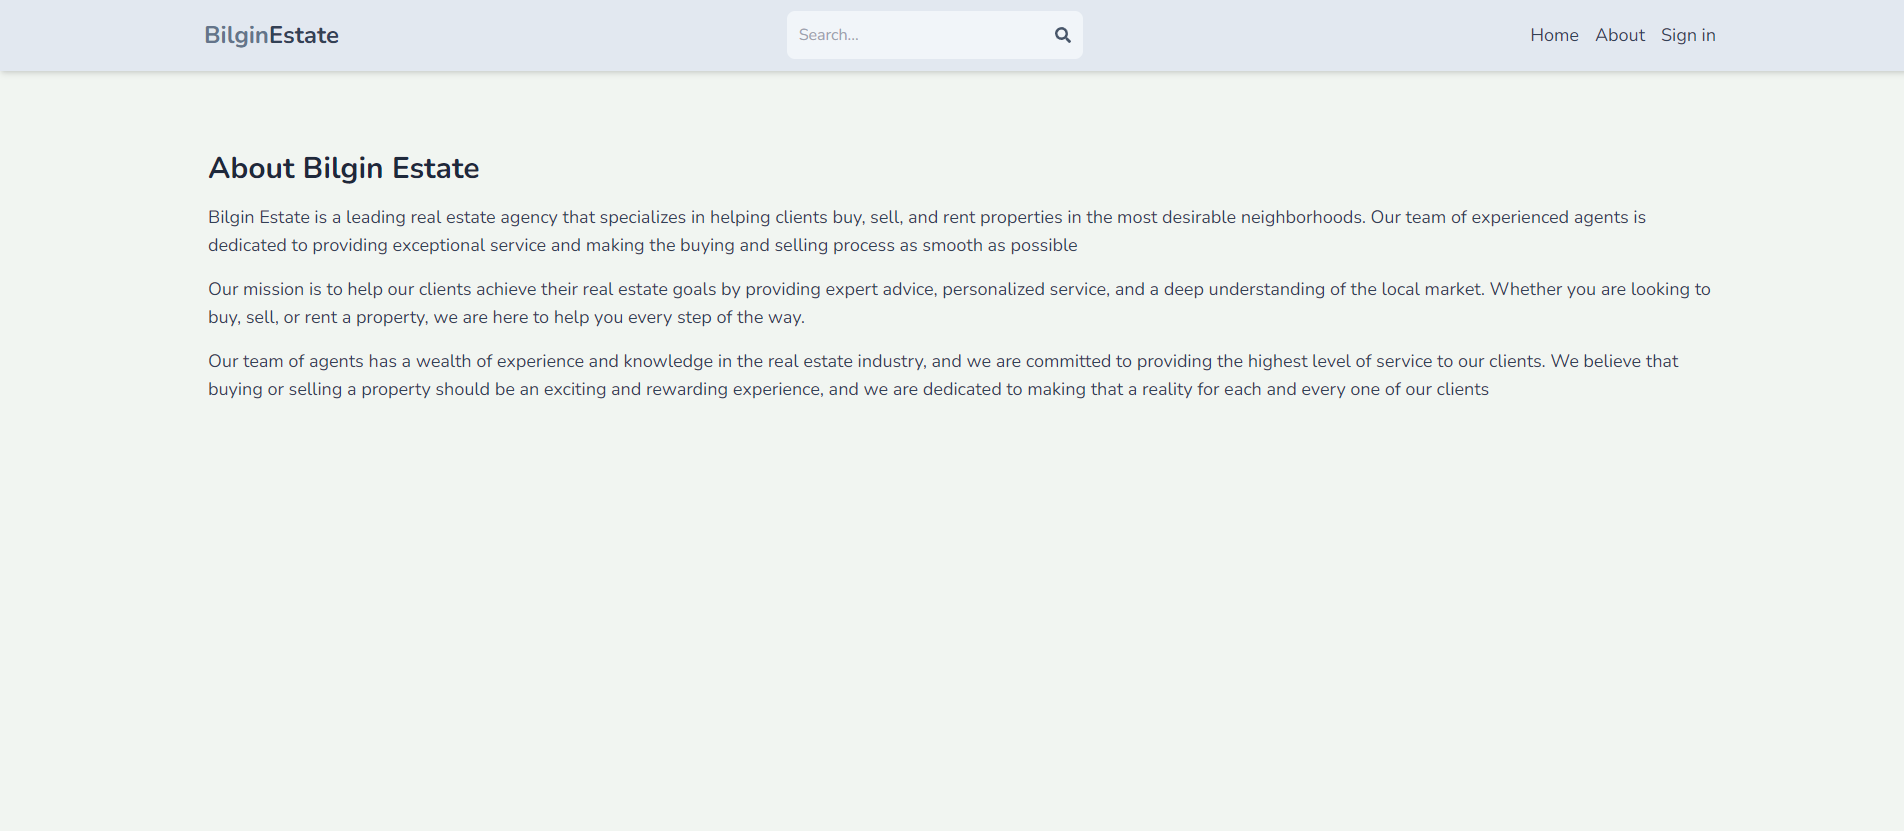 BilginEstate
Search...
Home About Sign in
About Bilgin Estate
Bilgin Estate is a leading real estate agency that specializes in helping clients buy, sell, and rent properties in the most desirable neighborhoods. Our team of experienced agents is
dedicated to providing exceptional service and making the buying and selling process as smooth as possible
Our mission is to help our clients achieve their real estate goals by providing expert advice, personalized service, and a deep understanding of the local market. Whether you are looking to
buy, sell, or rent a property, we are here to help you every step of the way.
Our team of agents has a wealth of experience and knowledge in the real estate industry, and we are committed to providing the highest level of service to our clients. We believe that
buying or selling a property should be an exciting and rewarding experience, and we are dedicated to making that a reality for each and every one of our clients